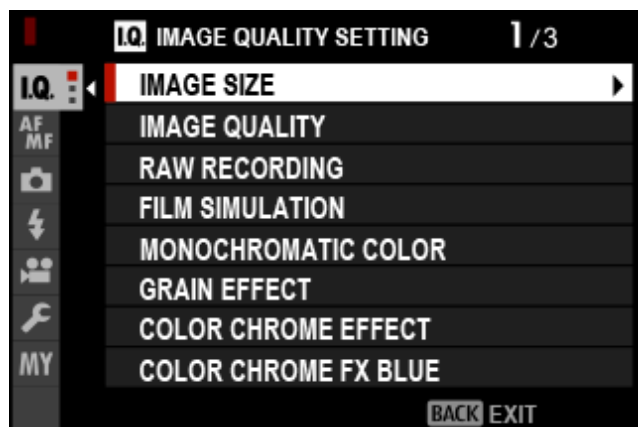 I.Q. IMAGE QUALITY SETTING 1/3
I.Q. IMAGE SIZE
AF MF
IMAGE QUALITY
RAW RECORDING
FILM SIMULATION
MONOCHROMATIC COLOR
GRAIN EFFECT
COLOR CHROME EFFECT
MY COLOR CHROME FX BLUE
BACK EXIT